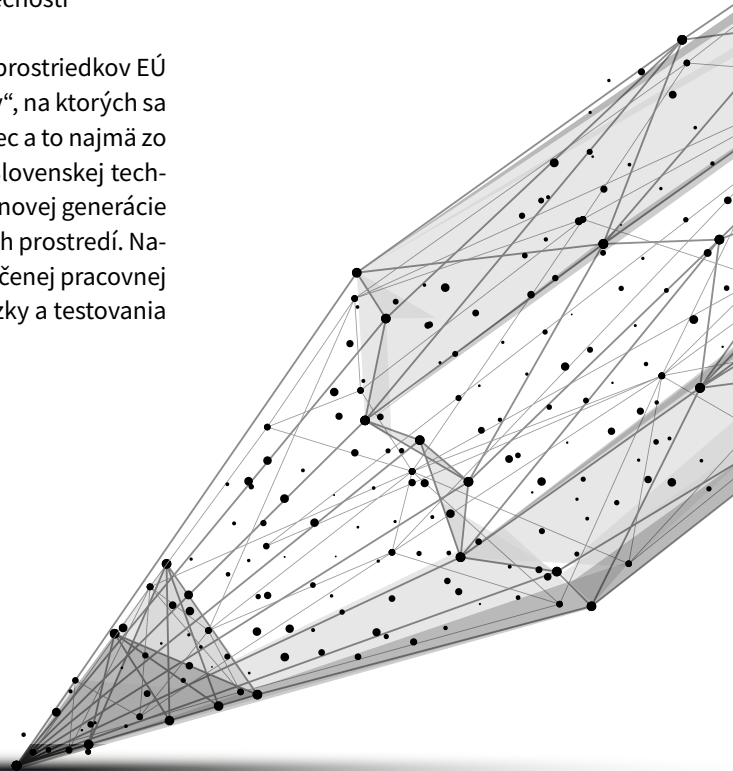 prostriedkov EÚ
“, na ktorých sa
ec a to najmä zo
lovenskej tech-
novej generácie
h prostredí. Na-
čenej pracovnej
zky a testovania